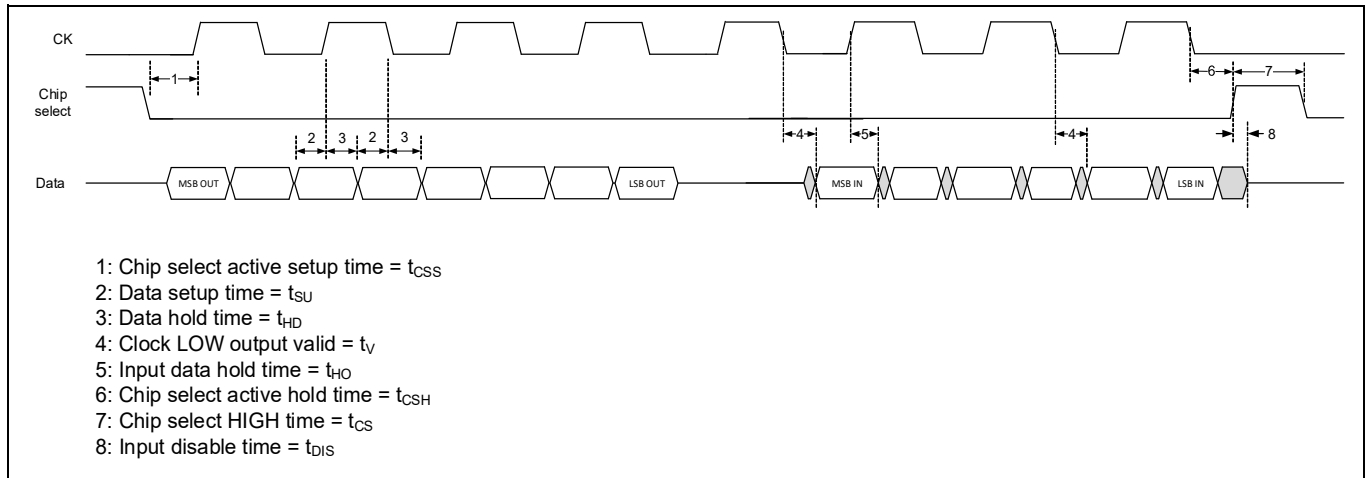 CK
1
6 7
Chip
select
2 3 2 3
4 5 4 8
Data
MSB OUT LSB OUT MSB IN LSB IN
1: Chip select active setup time = tCSS
2: Data setup time = tSU
3: Data hold time = tHD
4: Clock LOW output valid = tV
5: Input data hold time = tHO
6: Chip select active hold time = tCSH
7: Chip select HIGH time = tCS
8: Input disable time = tDIS